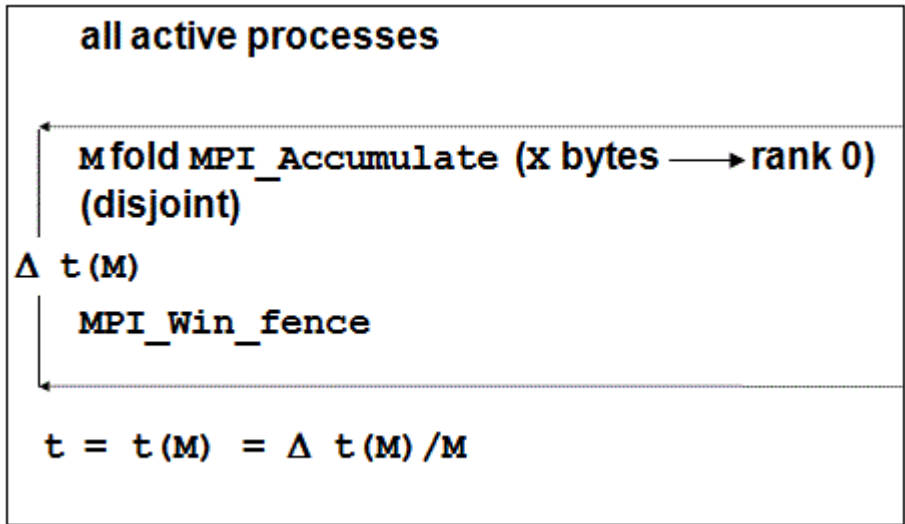 all active processes
M fold MPI_Accumulate (x bytes → rank 0)
(disjoint)
Δ t(M)
MPI_Win_fence
t = t(M) = Δ t(M)/M